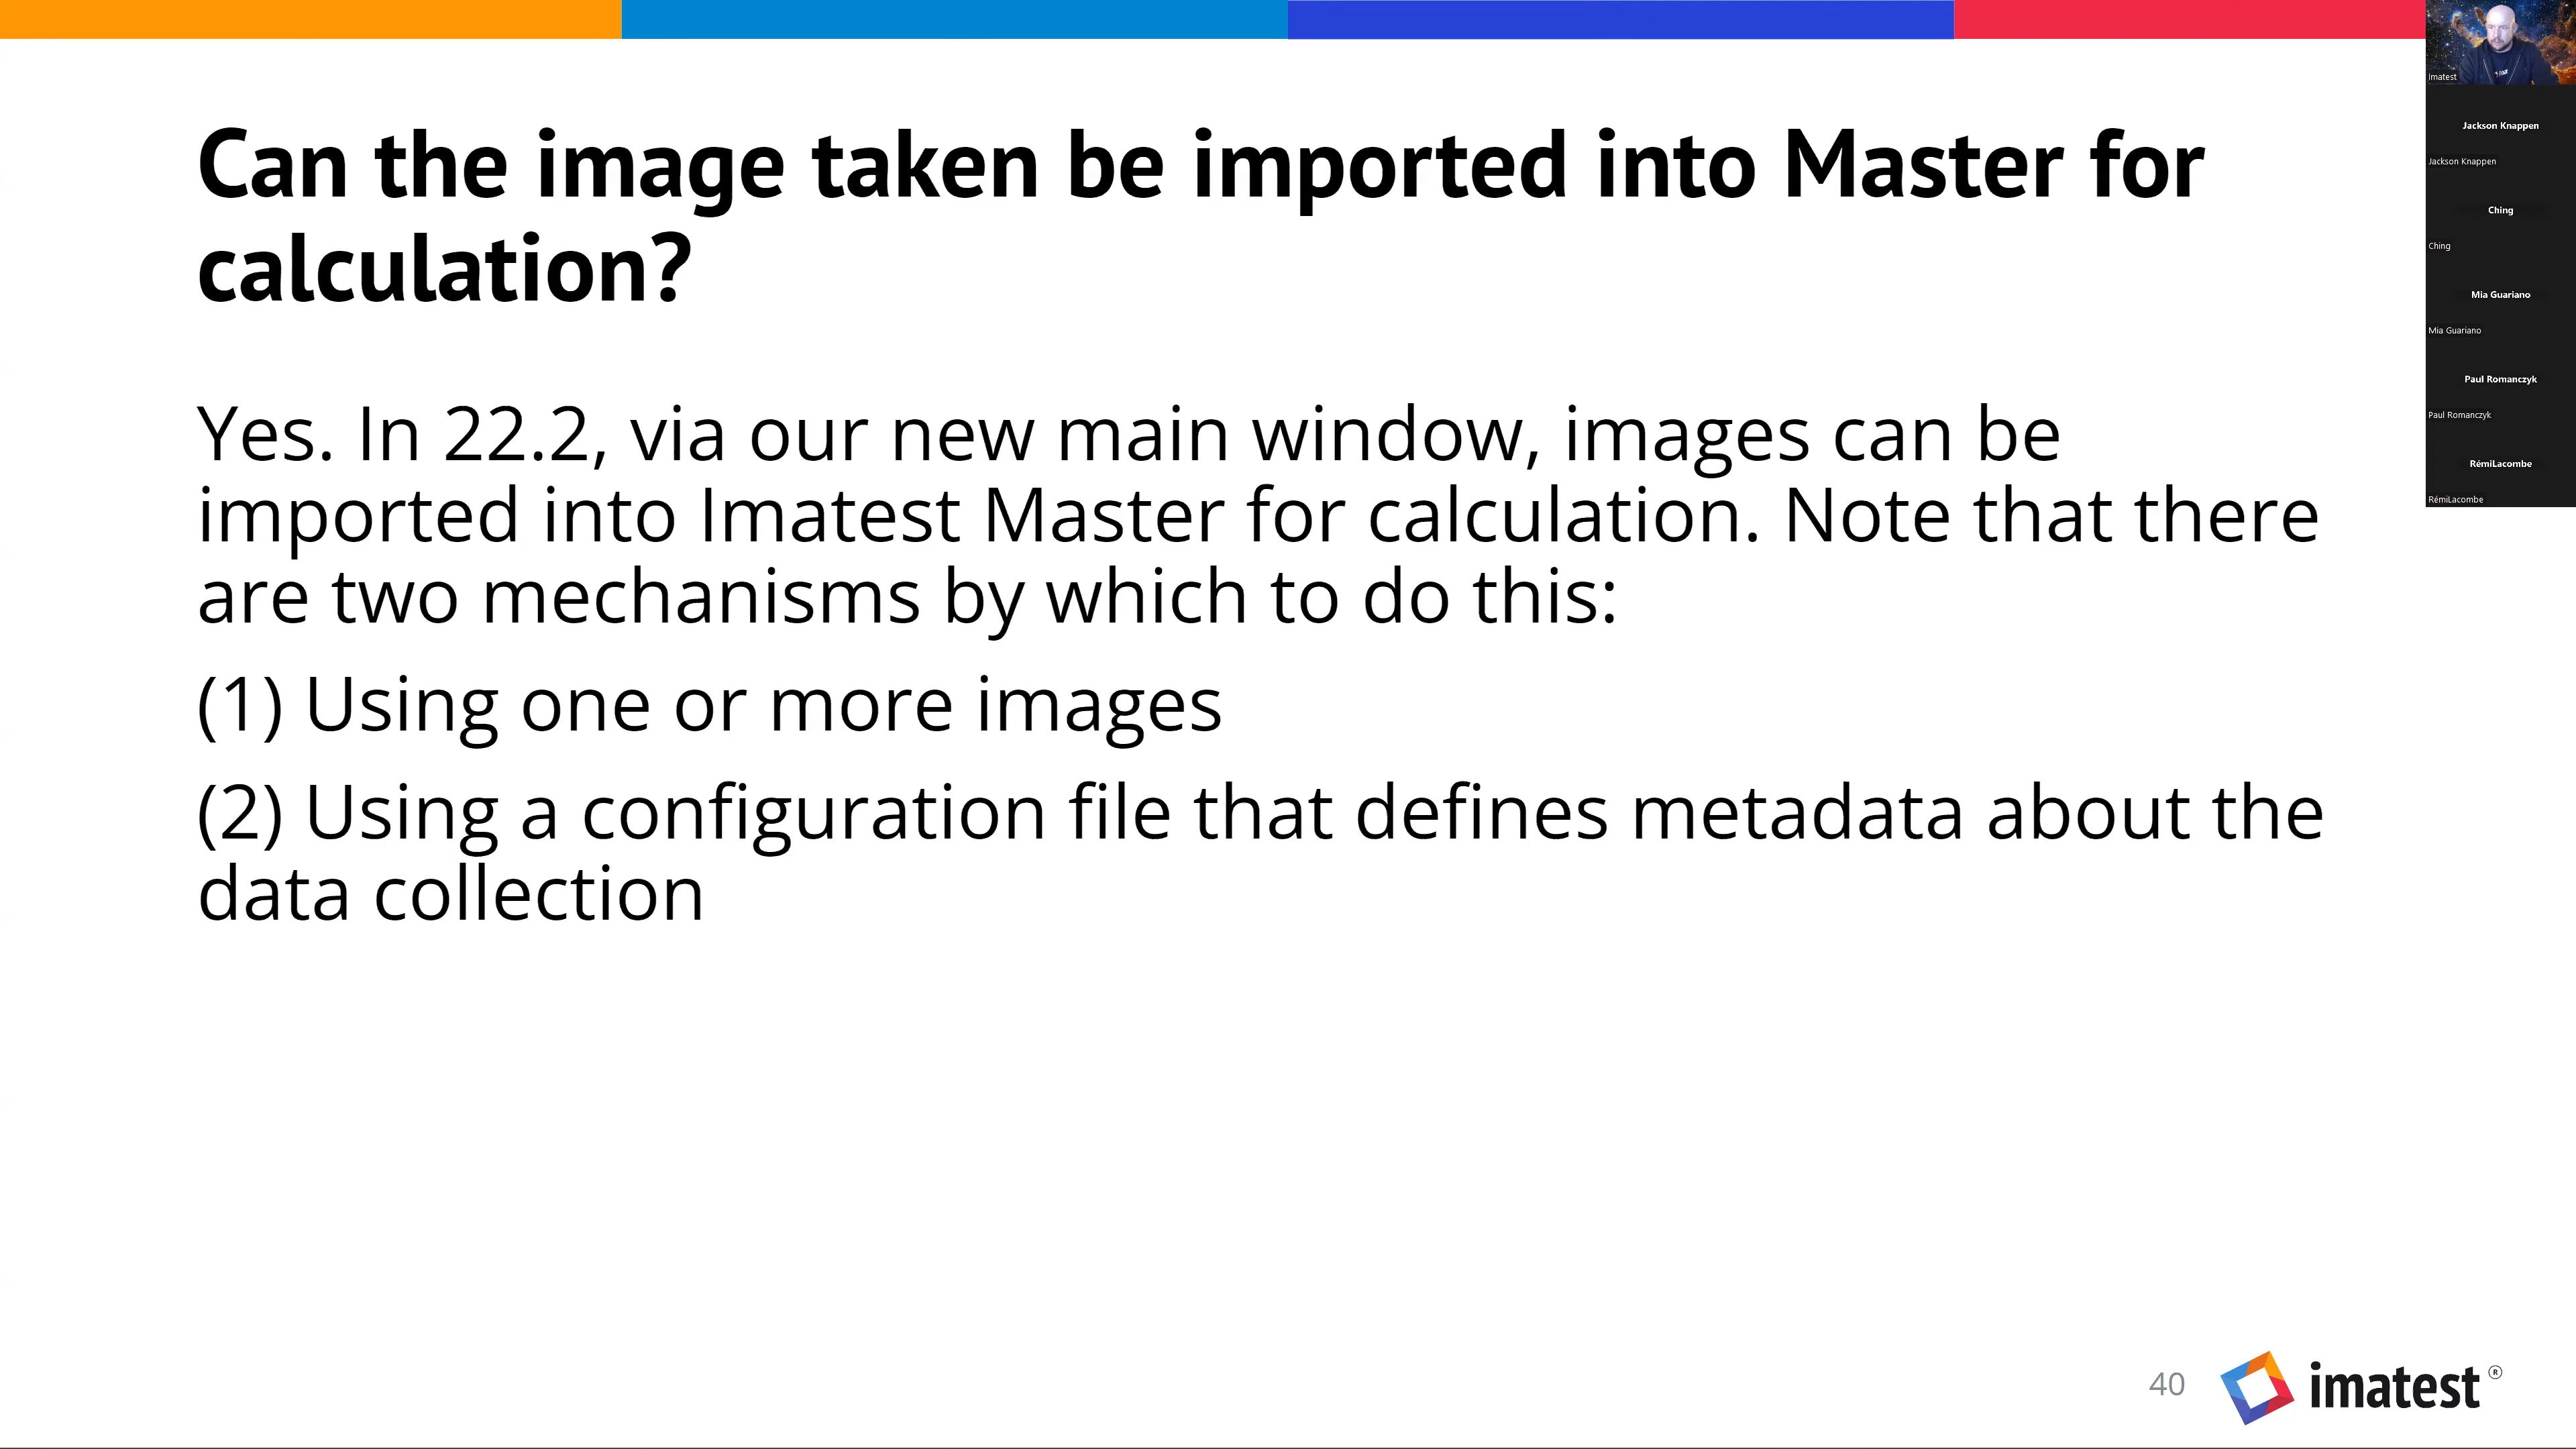 Can the image taken be imported into Master for
calculation?
Yes. In 22.2, via our new main window, images can be
imported into Imatest Master for calculation. Note that there
are two mechanisms by which to do this:
(1) Using one or more images
(2) Using a configuration file that defines metadata about the
data collection
40
imatest®
Imatest
Jackson Knappen
Jackson Knappen
Ching
Ching
Mia Guariano
Mia Guariano
Paul Romanczyk
Paul Romanczyk
RémiLacombe
RémiLacombe